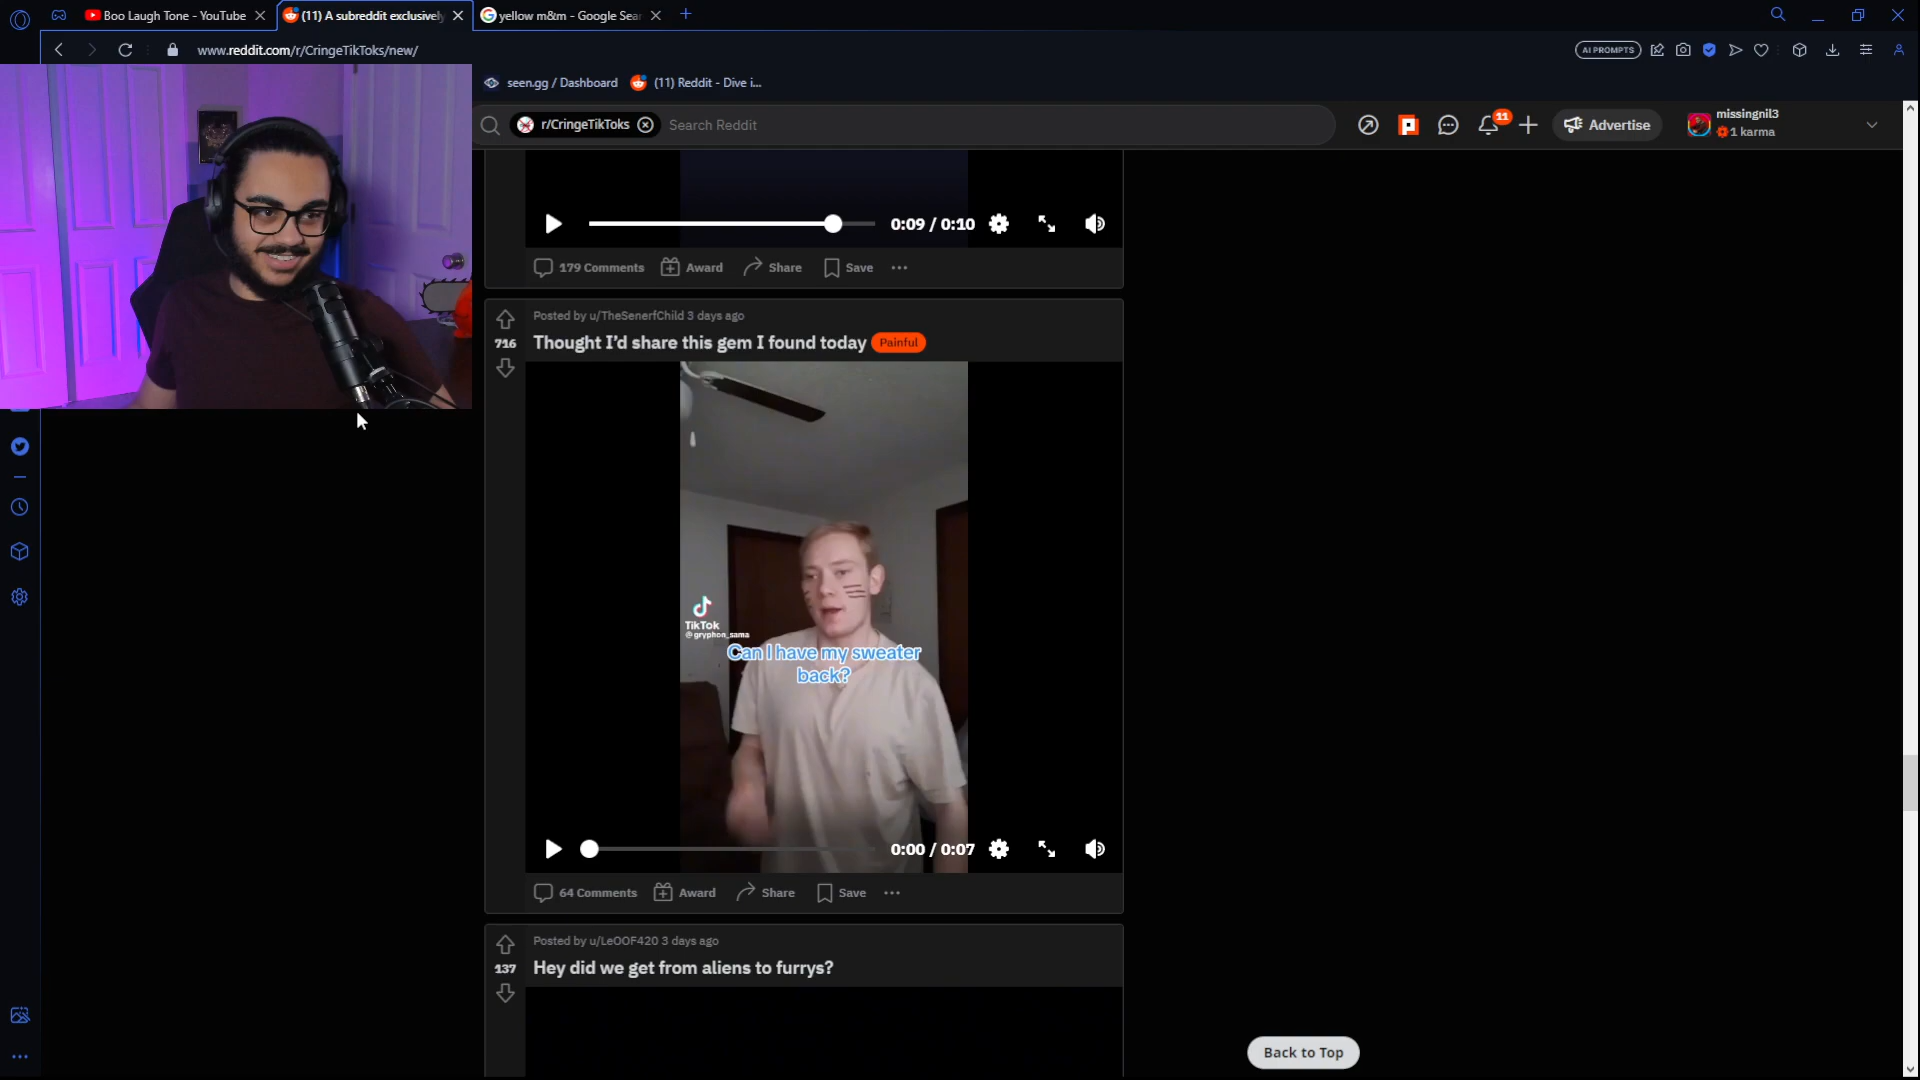 Boo Laugh Tone - YouTube
(11) A subreddit exclusively
yellow m&m - Google Sear
www.reddit.com/r/CringeTikToks/new/
AI PROMPTS
seen.gg / Dashboard
(11) Reddit - Dive i...
r/CringeTikToks
Search Reddit
11
Advertise
missingnil3
1 karma
0:09 / 0:10
179 Comments
Award
Share
Save
Posted by u/TheSenerfChild 3 days ago
716
Thought I'd share this gem I found today
Painful
TikTok
@gryphon_sama
Can I have my sweater
back?
0:00 / 0:07
64 Comments
Award
Share
Save
Posted by u/LeOOF420 3 days ago
137
Hey did we get from aliens to furrys?
Back to Top